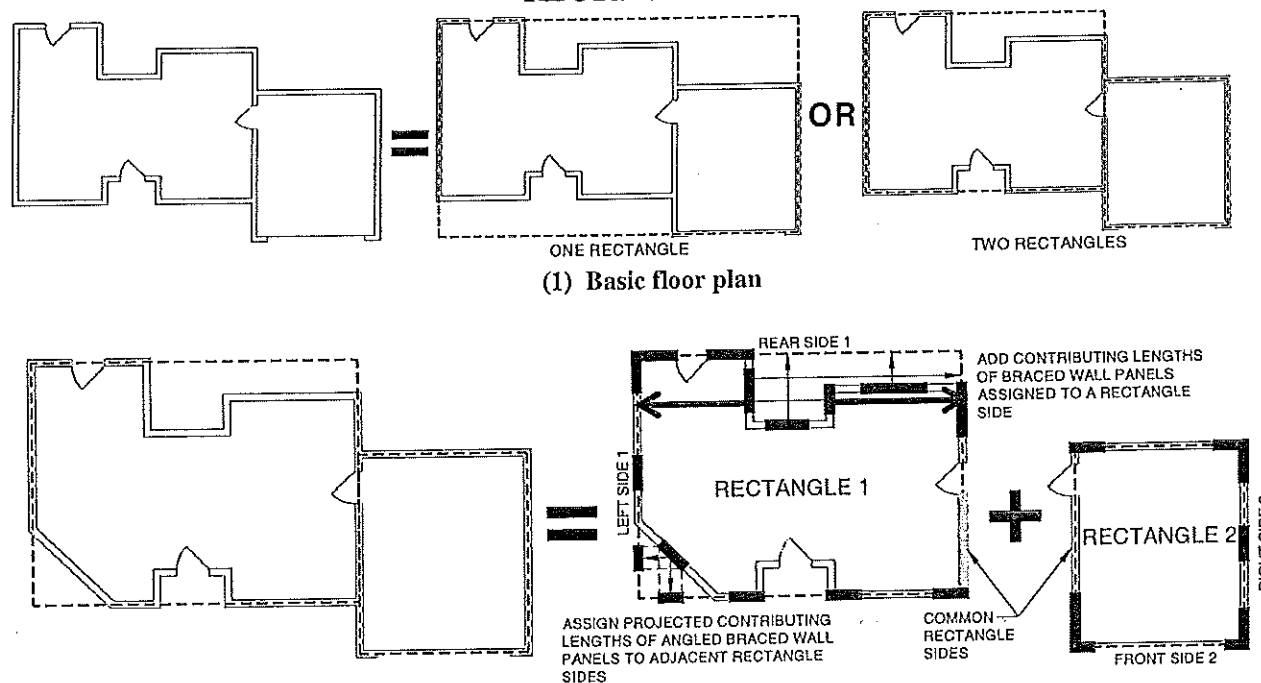 OR
ONE RECTANGLE
TWO RECTANGLES
(1) Basic floor plan
REAR SIDE 1
ADD CONTRIBUTING LENGTHS
OF BRACED WALL PANELS
ASSIGNED TO A RECTANGLE
SIDE
LEFT SIDE 1
RECTANGLE 1
RECTANGLE 2
ASSIGN PROJECTED CONTRIBUTING
LENGTHS OF ANGLED BRACED WALL
PANELS TO ADJACENT RECTANGLE
SIDES
COMMON
RECTANGLE
SIDES
FRONT SIDE 2